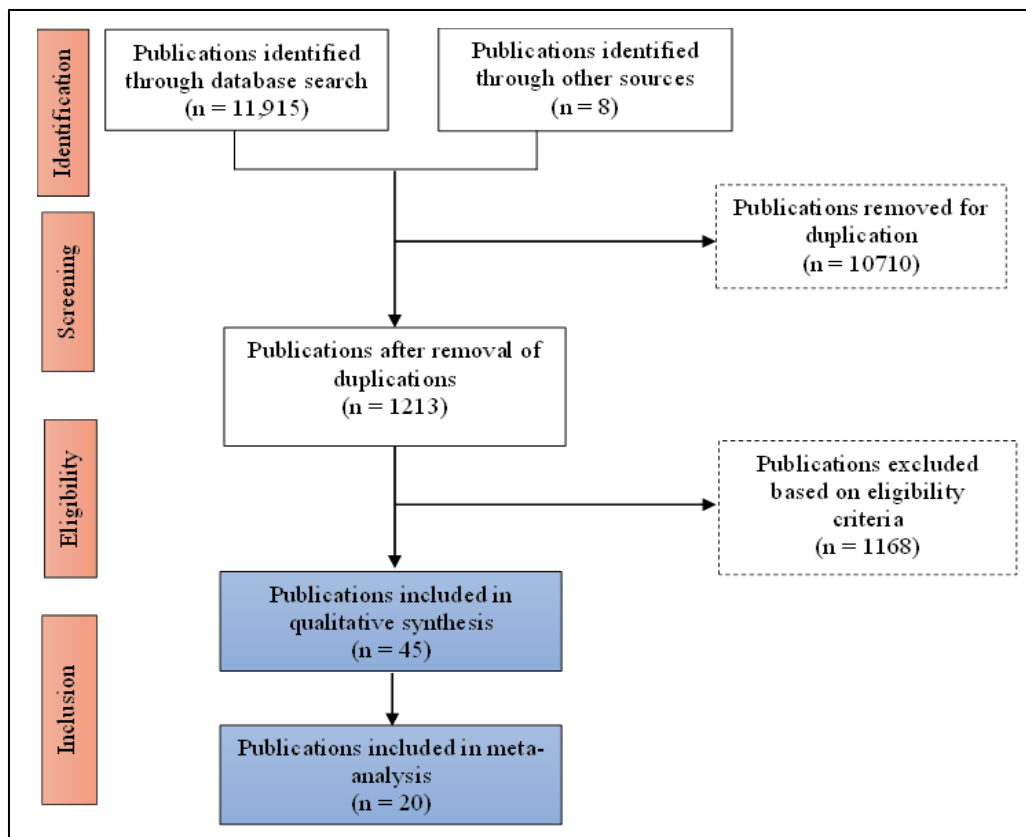 Identification
Publications identified
through database search
(n = 11,915)
Publications identified
through other sources
(n = 8)
Publications removed for
duplication
(n = 10710)
Screening
Publications after removal of
duplications
(n = 1213)
Eligibility
Publications excluded
based on eligibility
criteria
(n = 1168)
Publications included in
qualitative synthesis
(n = 45)
Inclusion
Publications included in meta-
analysis
(n = 20)